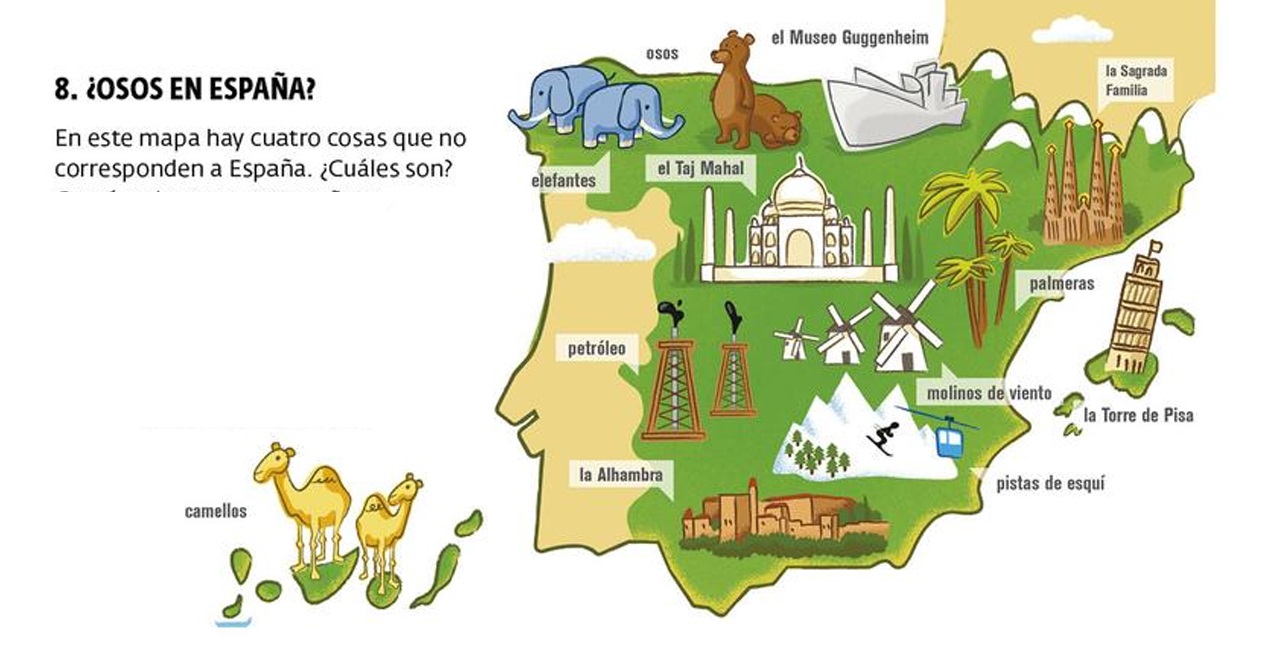 8. ¿OSOS EN ESPAÑA?
En este mapa hay cuatro cosas que no
corresponden a España. ¿Cuáles son?
osos
el Museo Guggenheim
la Sagrada
Familia
elefantes
el Taj Mahal
palmeras
petróleo
molinos de viento
la Torre de Pisa
la Alhambra
pistas de esquí
camellos